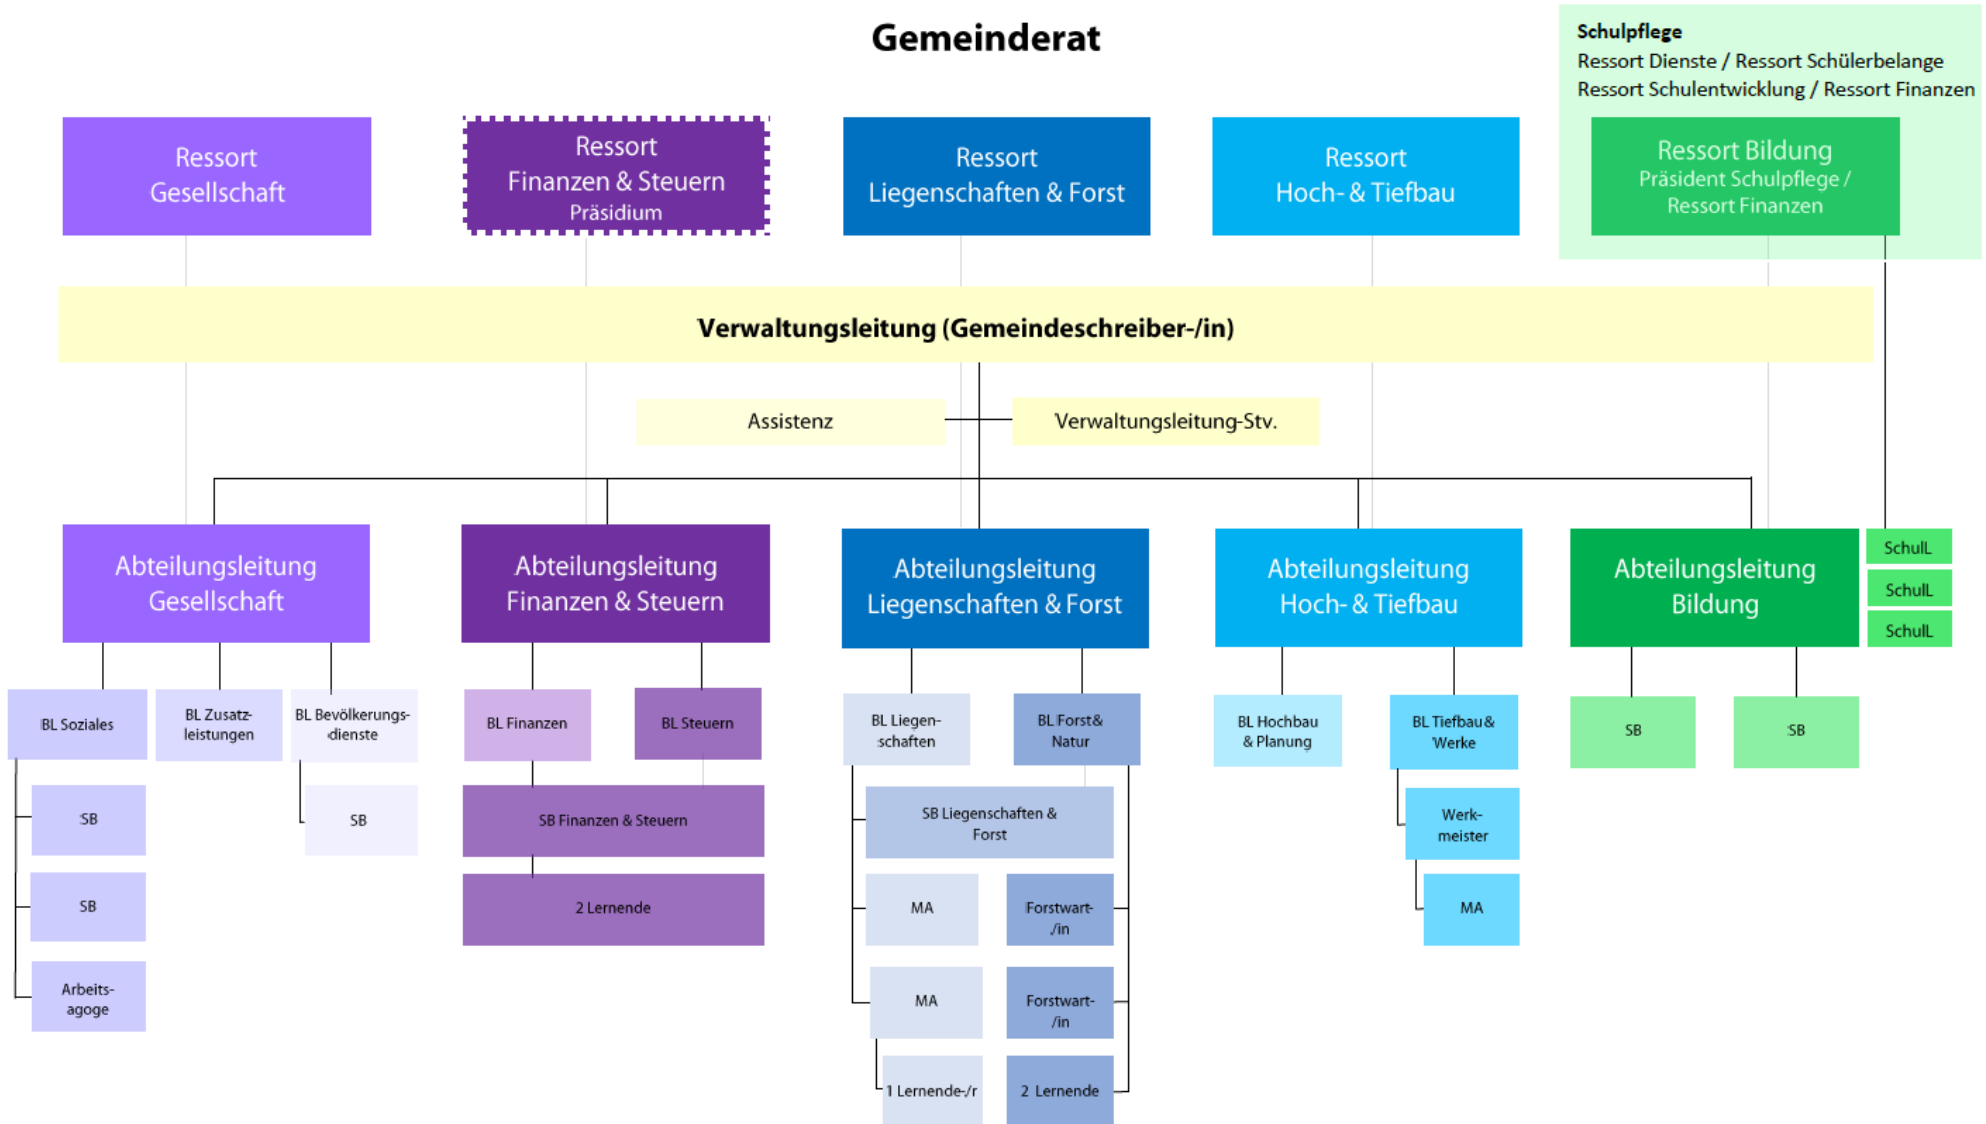 Gemeinderat
Schulpflege
Ressort Dienste / Ressort Schülerbelange
Ressort Schulentwicklung / Ressort Finanzen
Ressort
Gesellschaft
Ressort
Finanzen & Steuern
Präsidium
Ressort
Liegenschaften & Forst
Ressort
Hoch- & Tiefbau
Ressort Bildung
Präsident Schulpflege /
Ressort Finanzen
Verwaltungsleitung (Gemeindeschreiber-/in)
Assistenz
Verwaltungsleitung-Stv.
Abteilungsleitung
Gesellschaft
Abteilungsleitung
Finanzen & Steuern
Abteilungsleitung
Liegenschaften & Forst
Abteilungsleitung
Hoch- & Tiefbau
Abteilungsleitung
Bildung
SchulL
SchulL
SchulL
BL Soziales
BL Zusatz-
leistungen
BL Bevölkerungs-
dienste
BL Finanzen
BL Steuern
BL Liegen-
schaften
BL Forst &
Natur
BL Hochbau
& Planung
BL Tiefbau &
Werke
SB
SB
SB
SB
SB Finanzen & Steuern
SB Liegenschaften &
Forst
Werk-
meister
SB
2 Lernende
MA
Forstwart-
/in
MA
Arbeits-
agoge
MA
Forstwart-
/in
1 Lernende-/r
2 Lernende